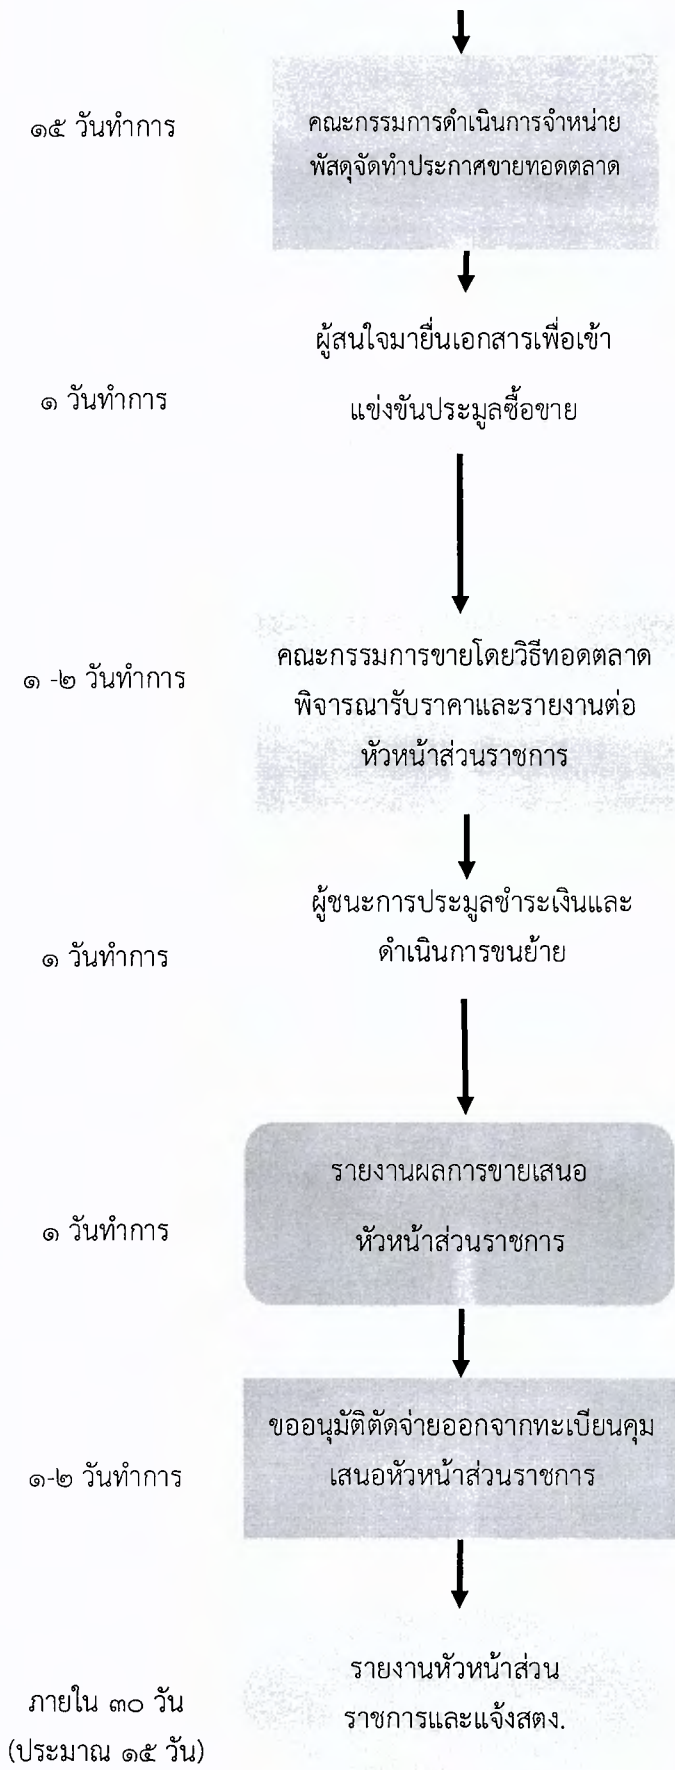 ๑๕ วันทำการ
คณะกรรมการดำเนินการจำหน่าย
พัสดุจัดทำประกาศขายทอดตลาด
ผู้สนใจมายื่นเอกสารเพื่อเข้า
๑ วันทำการ
แข่งขันประมูลซื้อขาย
๑ -๒ วันทำการ
คณะกรรมการขายโดยวิธีทอดตลาด
พิจารณารับราคาและรายงานต่อ
หัวหน้าส่วนราชการ
ผู้ชนะการประมูลชำระเงินและ
๑ วันทำการ
ดำเนินการขนย้าย
รายงานผลการขายเสนอ
๑ วันทำการ
หัวหน้าส่วนราชการ
ขออนุมัติตัดจ่ายออกจากทะเบียนคุม
๑-๒ วันทำการ
เสนอหัวหน้าส่วนราชการ
รายงานหัวหน้าส่วน
ราชการและแจ้งสตง.
ภายใน ๓๐ วัน
(ประมาณ ๑๕ วัน)